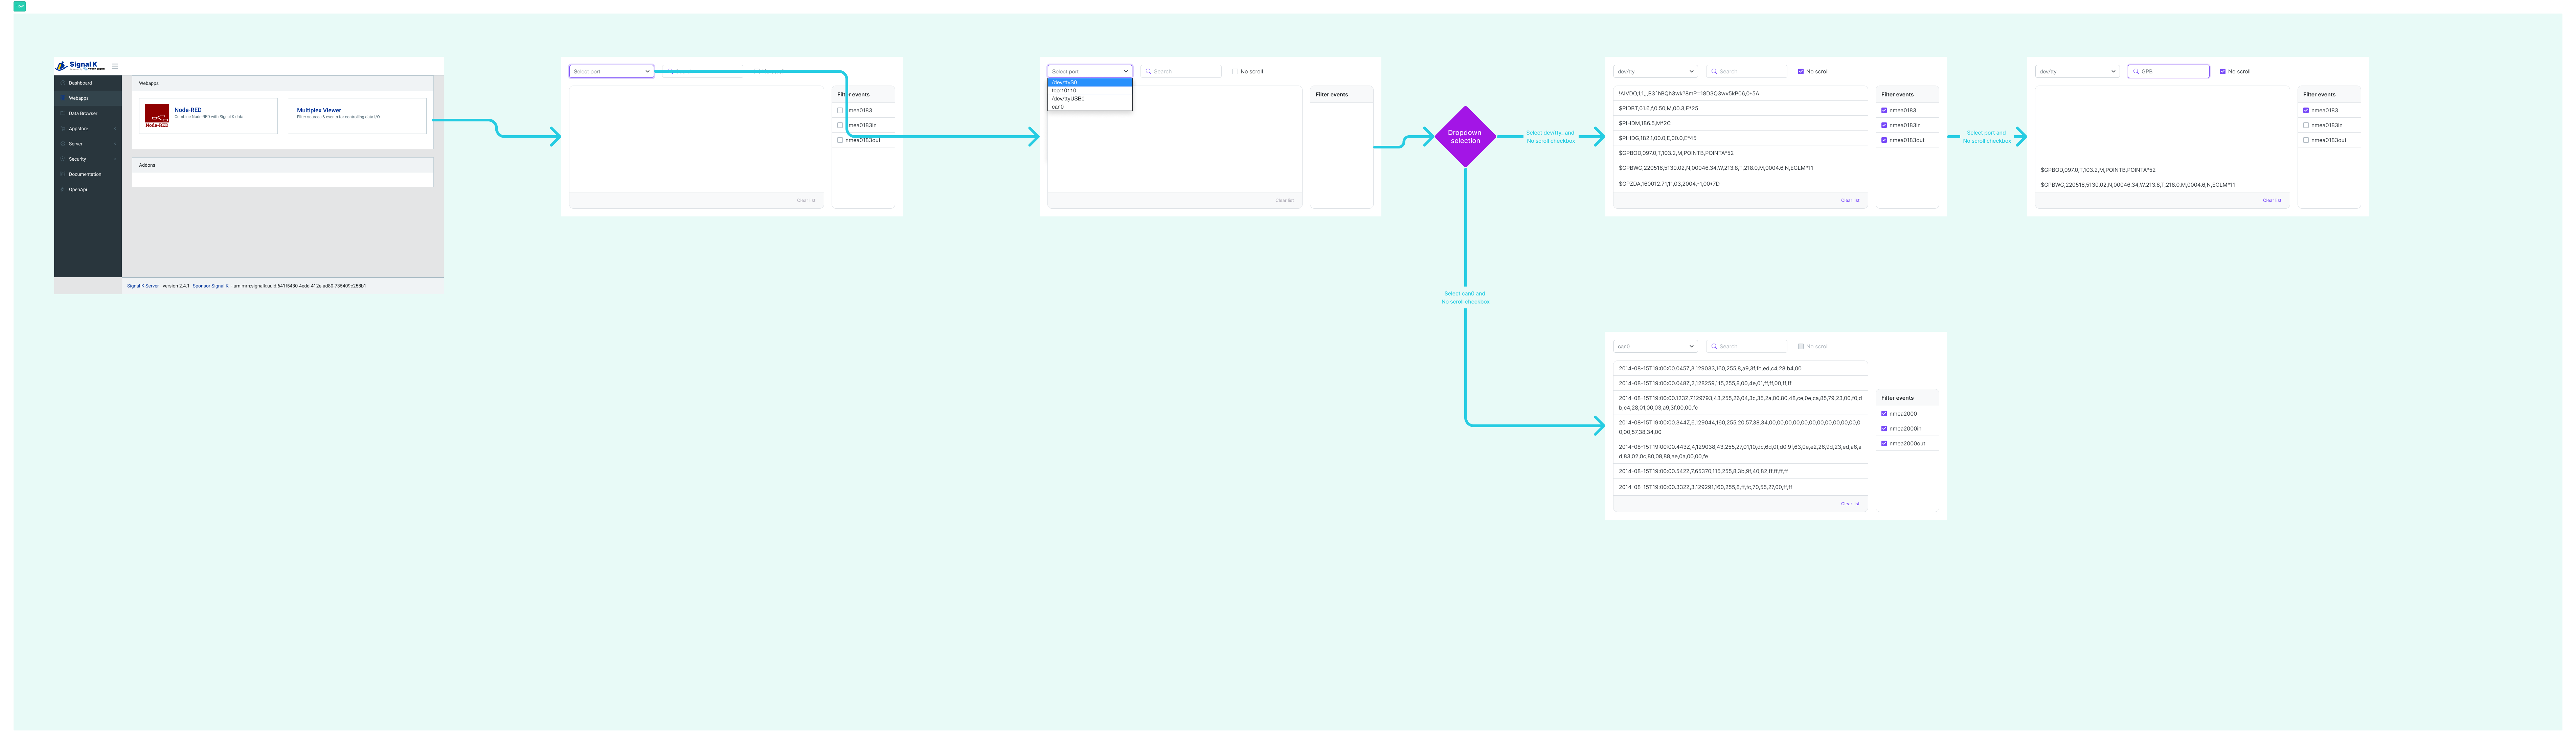 Flow
Signal K
Dashboard
Webapps
Data Browser
Appstore
Server
Security
Documentation
OpenApi
Webapps
Node-RED
Combine Node-RED with Signal K data
Node-RED
Multiplex Viewer
Filter sources & events for controlling data I/O
Addons
Signal K Server version 2.4.1 Sponsor Signal K - urn:mrn:signalk:uuid:b41f5430-4edd-412e-ad80-735409c258b1
Select port
No scroll
Filter events
nmea0183
nmea0183in
nmea0183out
Clear list
Select port
Search
No scroll
/dev/ttyS0
tcp:10110
/dev/ttyUSB0
can0
Filter events
Clear list
Dropdown
selection
Select dev/tty_ and
No scroll checkbox
Select can0 and
No scroll checkbox
dev/tty_
Search
No scroll
!AIVDO,1,1,,,B3`hBQh3wk?8mP=18D3Q3wv5kP06,0*5A
$PIDBT,01.6,f,0.50,M,00.3,F*25
$PIHDM,186.5,M*2C
$PIHDG,182.1,00.0,E,00.0,E*45
$GPBOD,097.0,T,103.2,M,POINTB,POINTA*52
$GPBWC,220516,5130.02,N,00046.34,W,213.8,T,218.0,M,0004.6,N,EGLM*11
$GPZDA,160012.71,11,03,2004,-1,00*7D
Clear list
Filter events
nmea0183
nmea0183in
nmea0183out
Select port and
No scroll checkbox
dev/tty_
GPB
No scroll
$GPBOD,097.0,T,103.2,M,POINTB,POINTA*52
$GPBWC,220516,5130.02,N,00046.34,W,213.8,T,218.0,M,0004.6,N,EGLM*11
Clear list
Filter events
nmea0183
nmea0183in
nmea0183out
can0
Search
No scroll
2014-08-15T19:00:00.045Z,3,129033,160,255,8,a9,3f,fc,ed,c4,28,b4,00
2014-08-15T19:00:00.048Z,2,128259,115,255,8,00,4e,01,ff,ff,00,ff,ff
2014-08-15T19:00:00.123Z,7,129793,43,255,26,04,3c,35,2a,00,80,48,ce,0e,ca,85,79,23,00,f0,d
b,c4,28,01,00,03,a9,3f,00,00,fc
2014-08-15T19:00:00.344Z,6,129044,160,255,20,57,38,34,00,00,00,00,00,00,00,00,00,00,00,00,0
0,00,57,38,34,00
2014-08-15T19:00:00.443Z,4,129038,43,255,27,01,10,dc,6d,0f,d0,9f,63,0e,e2,26,9d,23,ed,a6,a
d,83,02,0c,80,08,88,ae,0a,00,00,fe
2014-08-15T19:00:00.542Z,7,65370,115,255,8,3b,9f,40,82,ff,ff,ff,ff
2014-08-15T19:00:00.332Z,3,129291,160,255,8,ff,fc,70,55,27,00,ff,ff
Clear list
Filter events
nmea2000
nmea2000in
nmea2000out